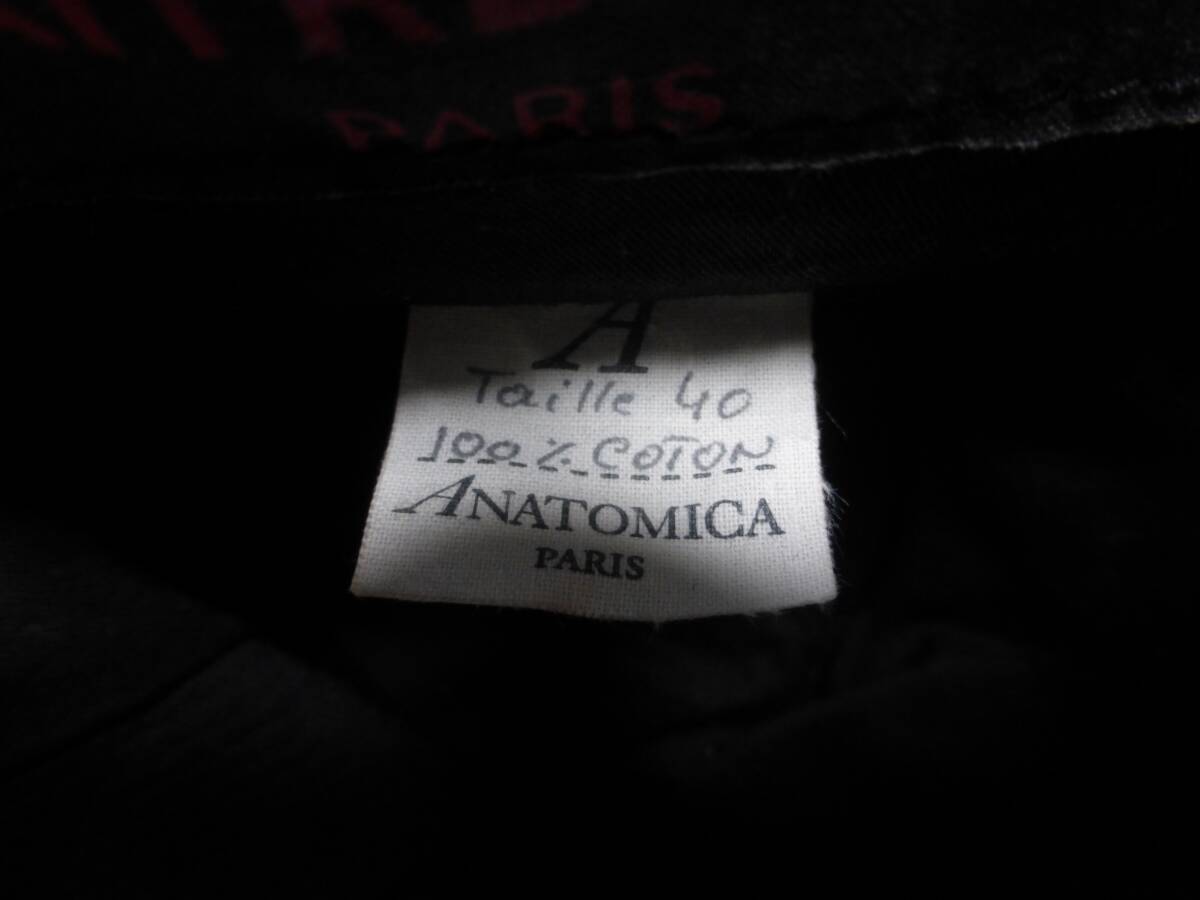 PARIS
A
Taille 40
100% COTON
ANATOMICA
PARIS